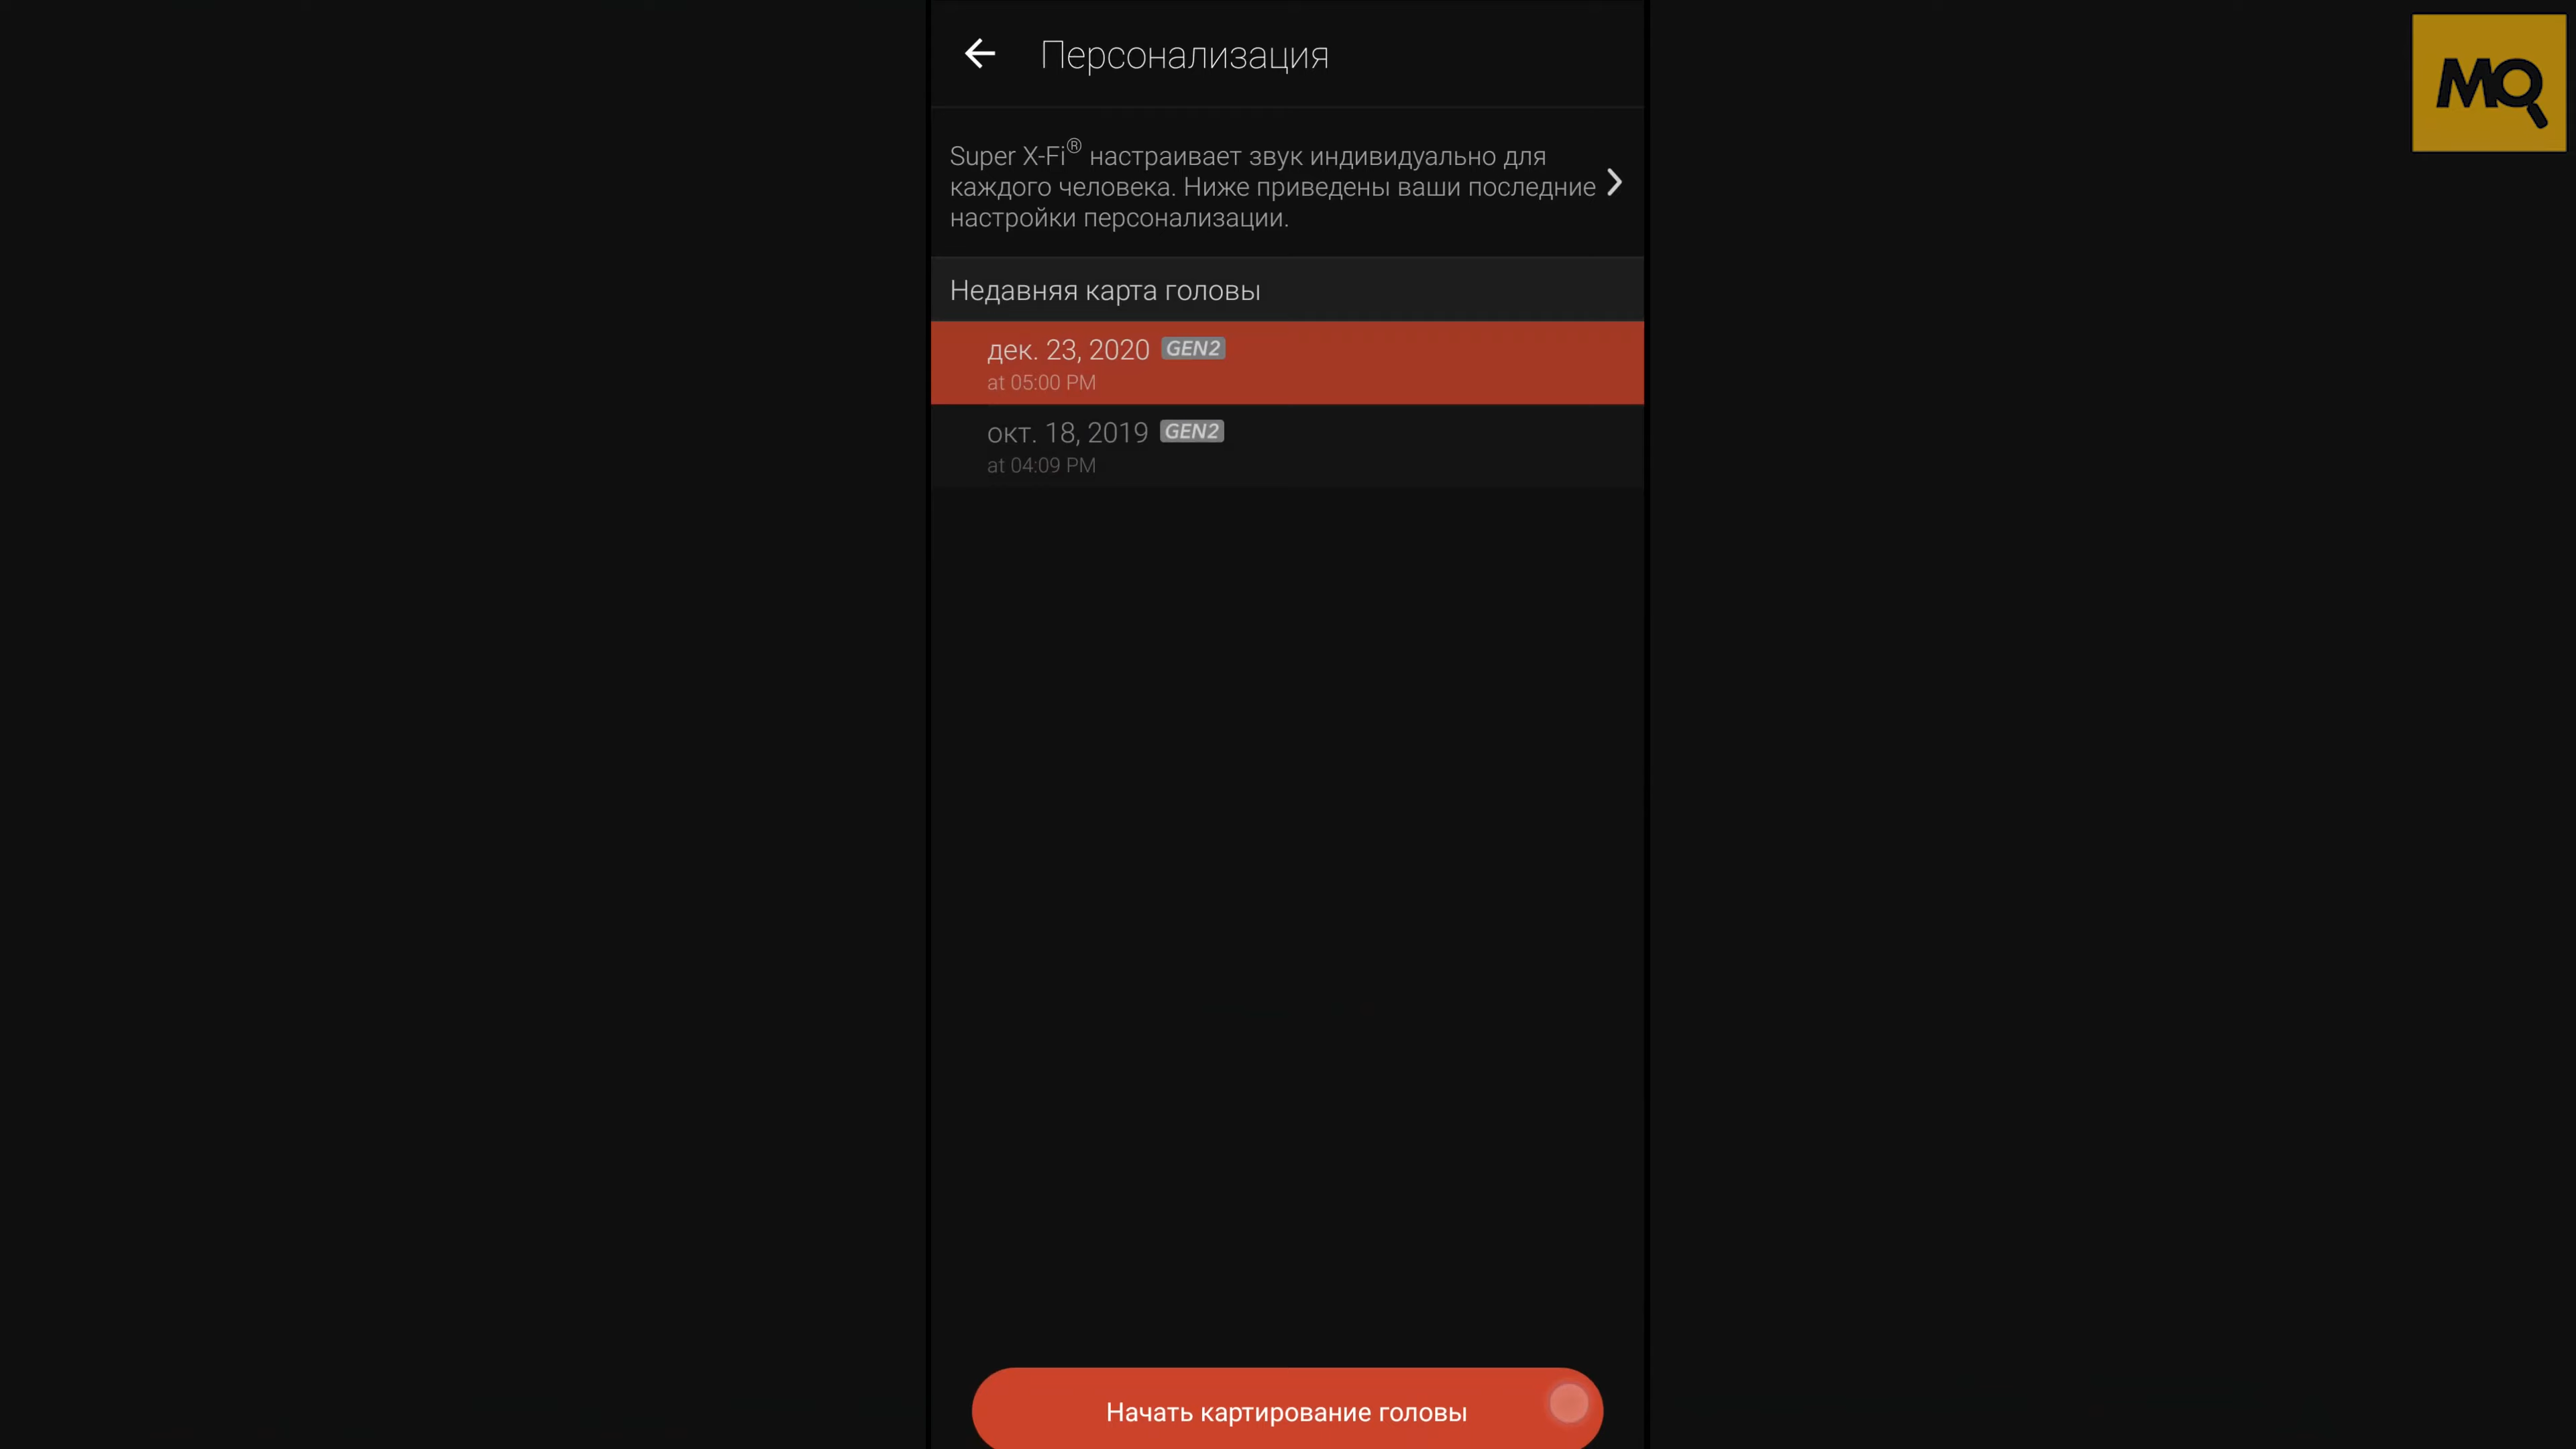 Персонализация
MQ
Super X-Fi® настраивает звук индивидуально для
каждого человека. Ниже приведены ваши последние
настройки персонализации.
Недавняя карта головы
дек. 23, 2020 GEN2
at 05:00 PM
окт. 18, 2019 GEN2
at 04:09 PM
Начать картирование головы